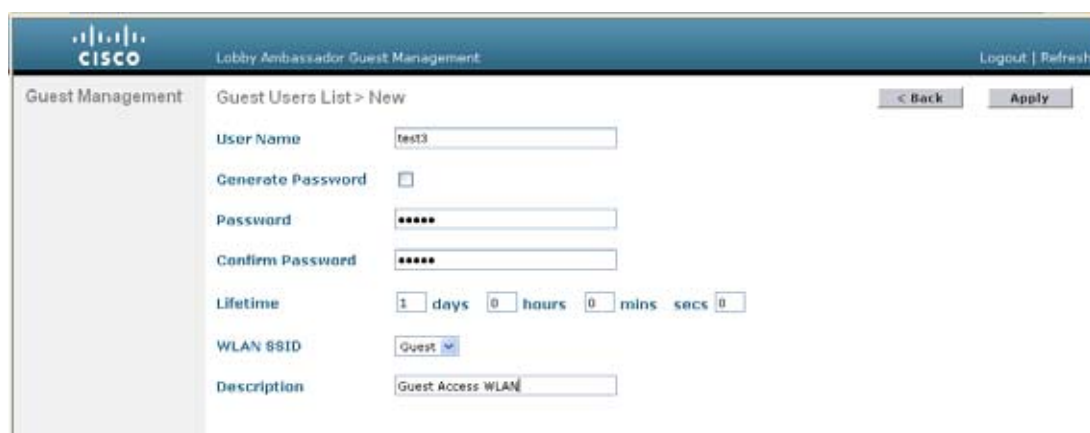 CISCO
Lobby Ambassador Guest Management
Logout | Refresh
Guest Management
Guest Users List > New
< Back
Apply
User Name
test3
Generate Password
Password
•••••
Confirm Password
•••••
Lifetime
1 days 0 hours 0 mins secs 0
WLAN SSID
Guest
Description
Guest Access WLAN